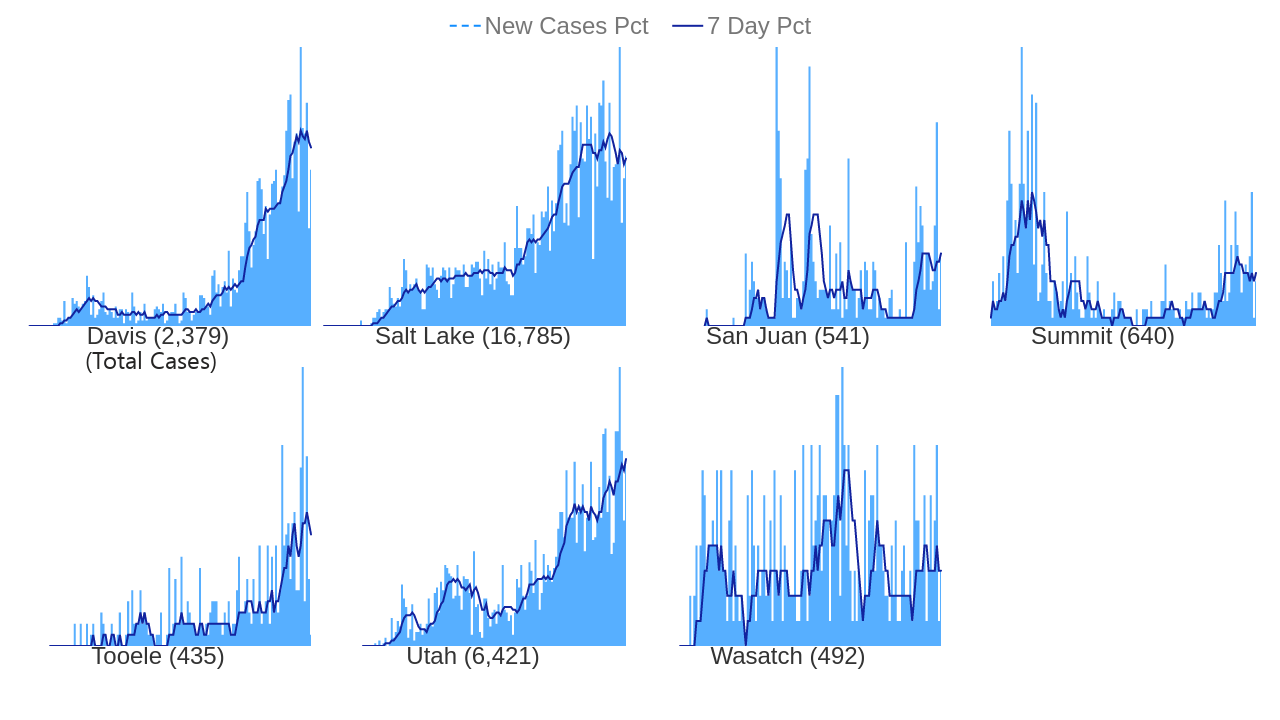 New Cases Pct 7 Day Pct
Davis (2,379)
(Total Cases)
Salt Lake (16,785)
San Juan (541)
Summit (640)
Tooele (435)
Utah (6,421)
Wasatch (492)